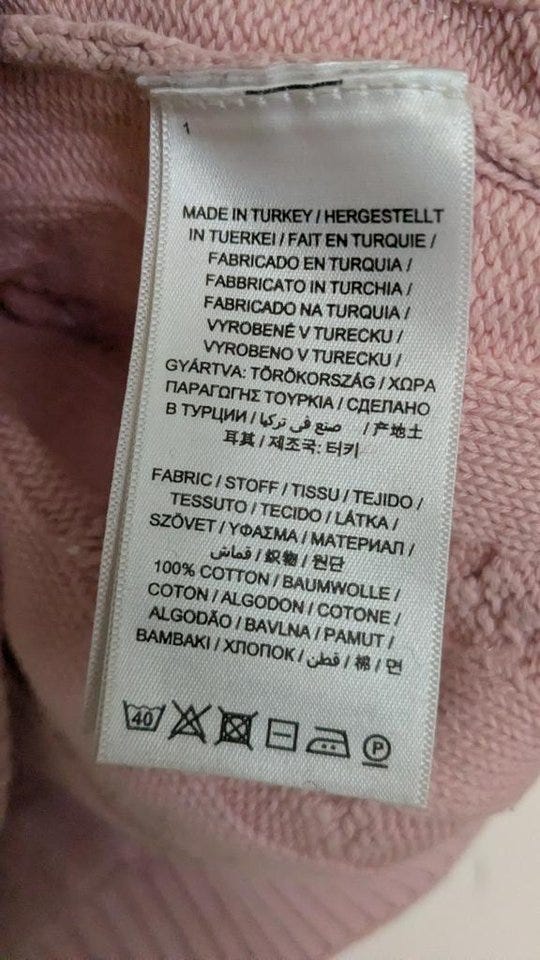 1
MADE IN TURKEY / HERGESTELLT
IN TUERKEI / FAIT EN TURQUIE /
FABRICADO EN TURQUIA /
FABBRICATO IN TURCHIA /
FABRICADO NA TURQUIA /
VYROBENÉ V TURECKU /
VYROBENO V TURECKU /
GYÁRTVA: TÖRÖKORSZÁG / ΧΩΡΑ
ΠΑΡΑΓΩΓΗΣ ΤΟΥΡΚΙΑ / СДЕЛАНО
В ТУРЦИИ / صنع في تركيا / 产地土
耳其 / 제조국: 터키
FABRIC / STOFF / TISSU / TEJIDO /
TESSUTO / TECIDO / LÁTKA /
SZÖVET / ΥΦΑΣΜΑ / МАТЕРИАЛ /
قماش / 織物 / 원단
100% COTTON / BAUMWOLLE /
COTON / ALGODON / COTONE /
ALGODÃO / BAVLNA / PAMUT /
BAMBAKI / ХЛОПОК / قطن / 棉 / 면
40 P